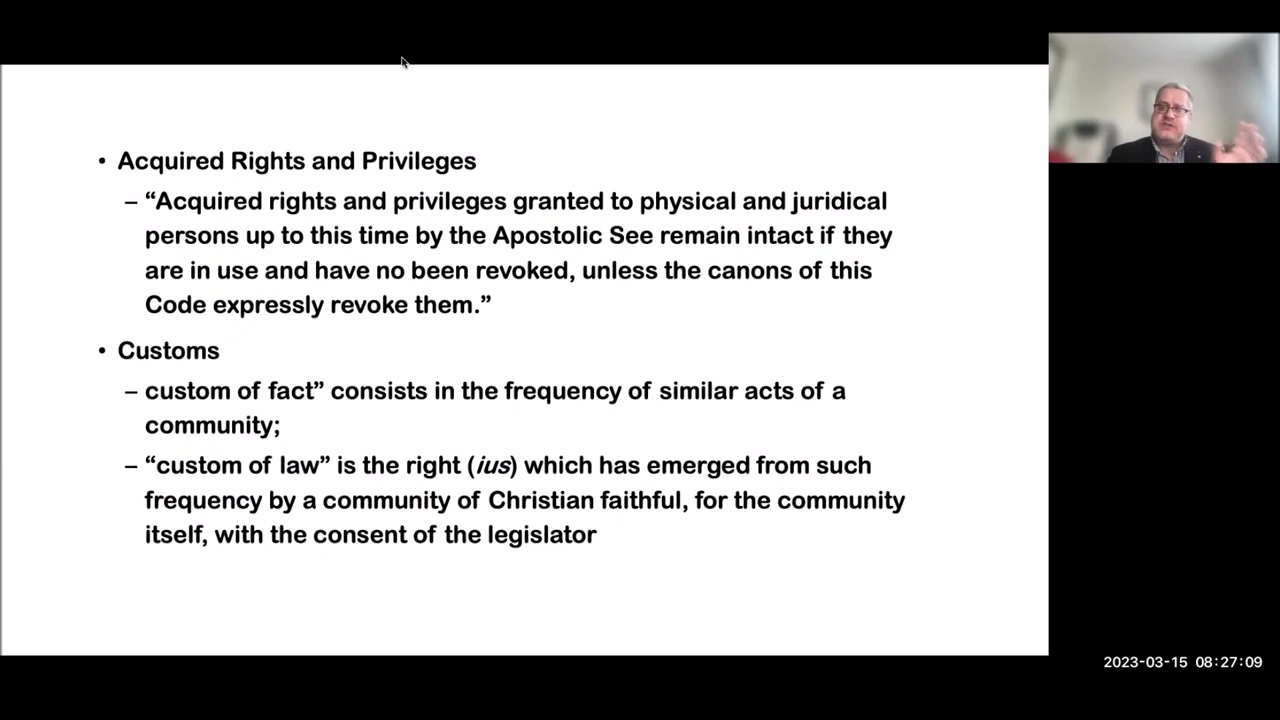 • Acquired Rights and Privileges
– “Acquired rights and privileges granted to physical and juridical
persons up to this time by the Apostolic See remain intact if they
are in use and have no been revoked, unless the canons of this
Code expressly revoke them.”
• Customs
– custom of fact” consists in the frequency of similar acts of a
community;
– “custom of law” is the right (ius) which has emerged from such
frequency by a community of Christian faithful, for the community
itself, with the consent of the legislator
2023-03-15 08:27:09